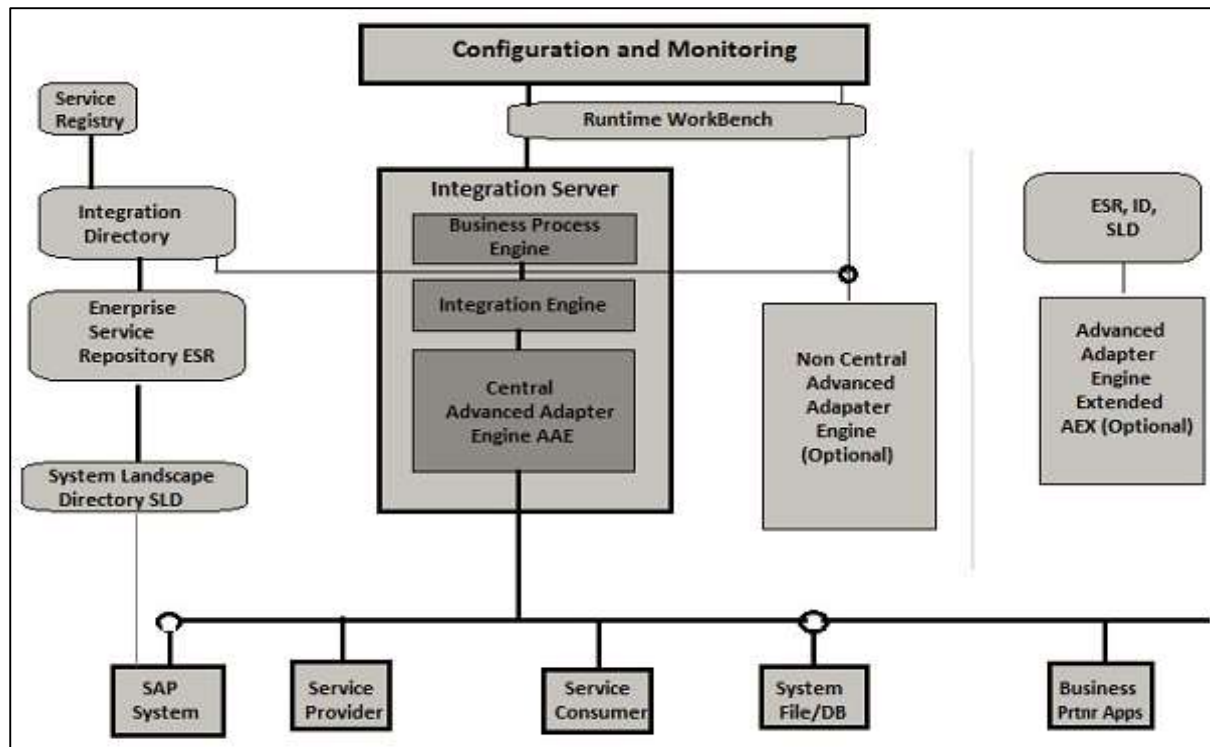 Configuration and Monitoring
Service
Registry
Runtime WorkBench
Integration Server
Integration
Directory
Business Process
Engine
ESR, ID,
SLD
Enerprise
Service
Repository ESR
Integration Engine
Non Central
Advanced
Adapater
Engine
(Optional)
Advanced
Adapter
Engine
Extended
AEX (Optional)
Central
Advanced Adapter
Engine AAE
System Landscape
Directory SLD
SAP
System
Service
Provider
Service
Consumer
System
File/DB
Business
Prtnr Apps